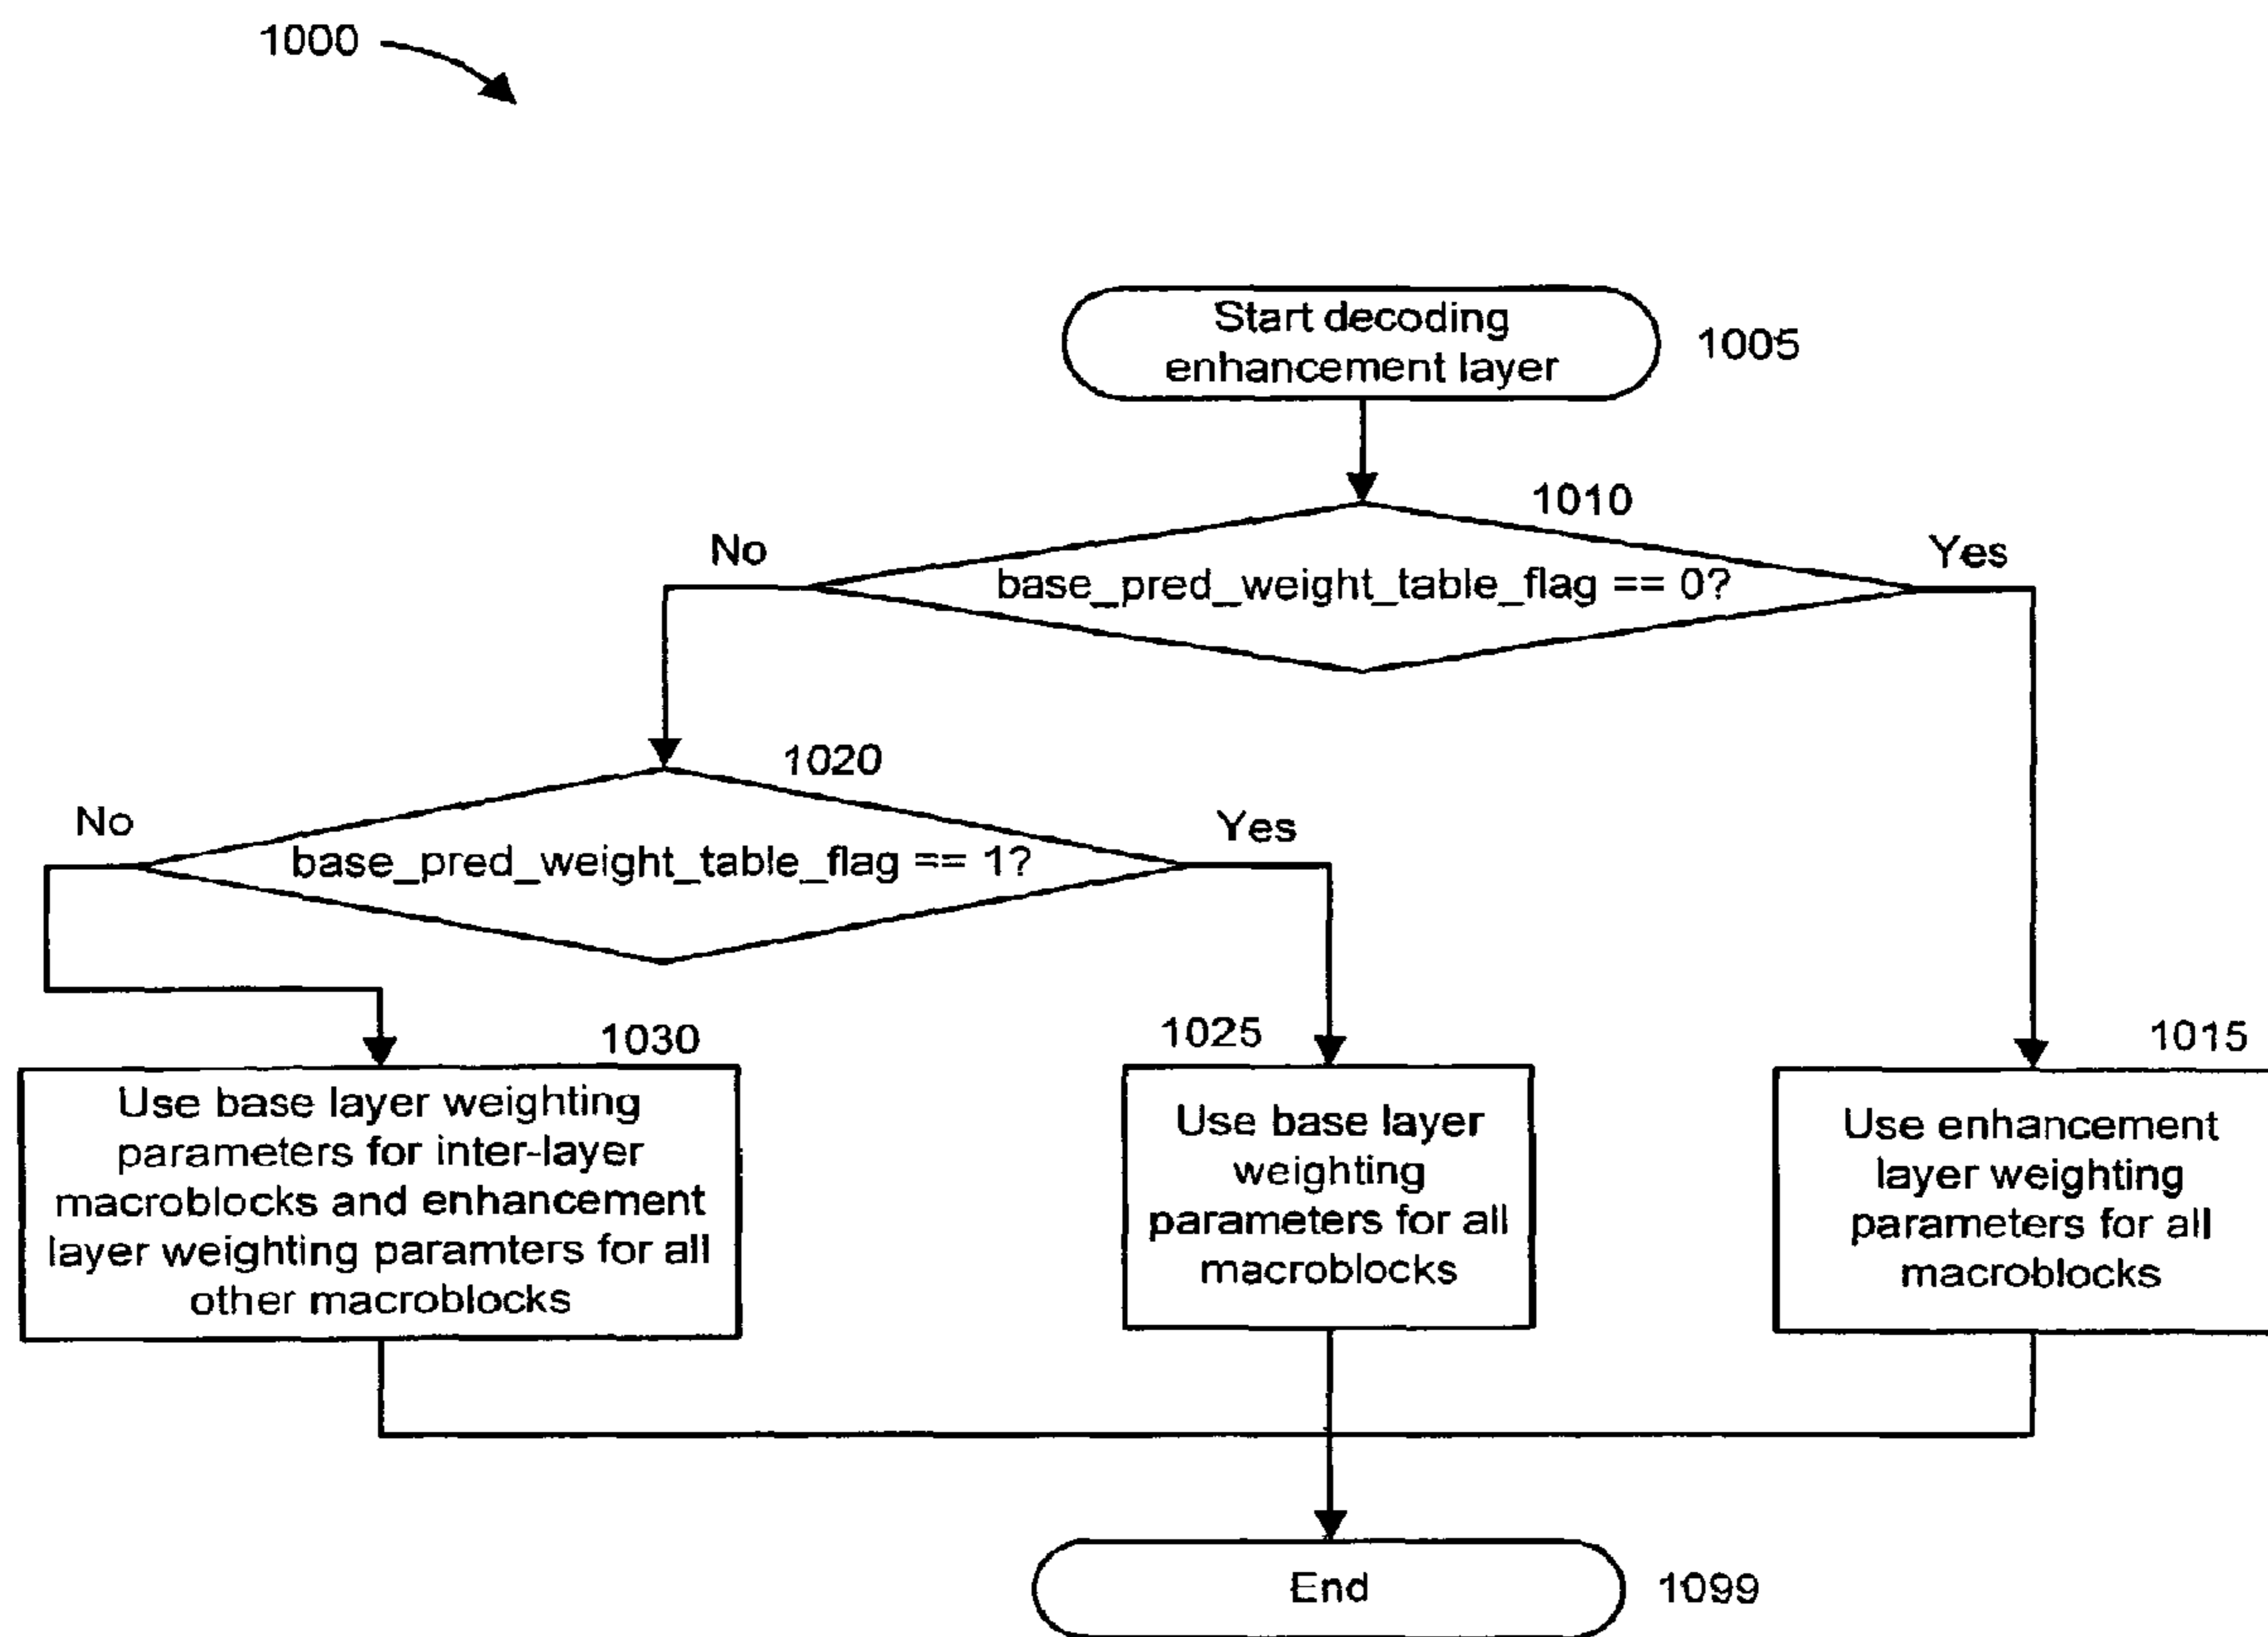 1000
Start decoding
enhancement layer
1005
1010
No
base_pred_weight_table_flag == 0?
Yes
1020
No
base_pred_weight_table_flag == 1?
Yes
1030
Use base layer weighting
parameters for inter-layer
macroblocks and enhancement
layer weighting paramters for all
other macroblocks
1025
Use base layer
weighting
parameters for all
macroblocks
1015
Use enhancement
layer weighting
parameters for all
macroblocks
End
1099